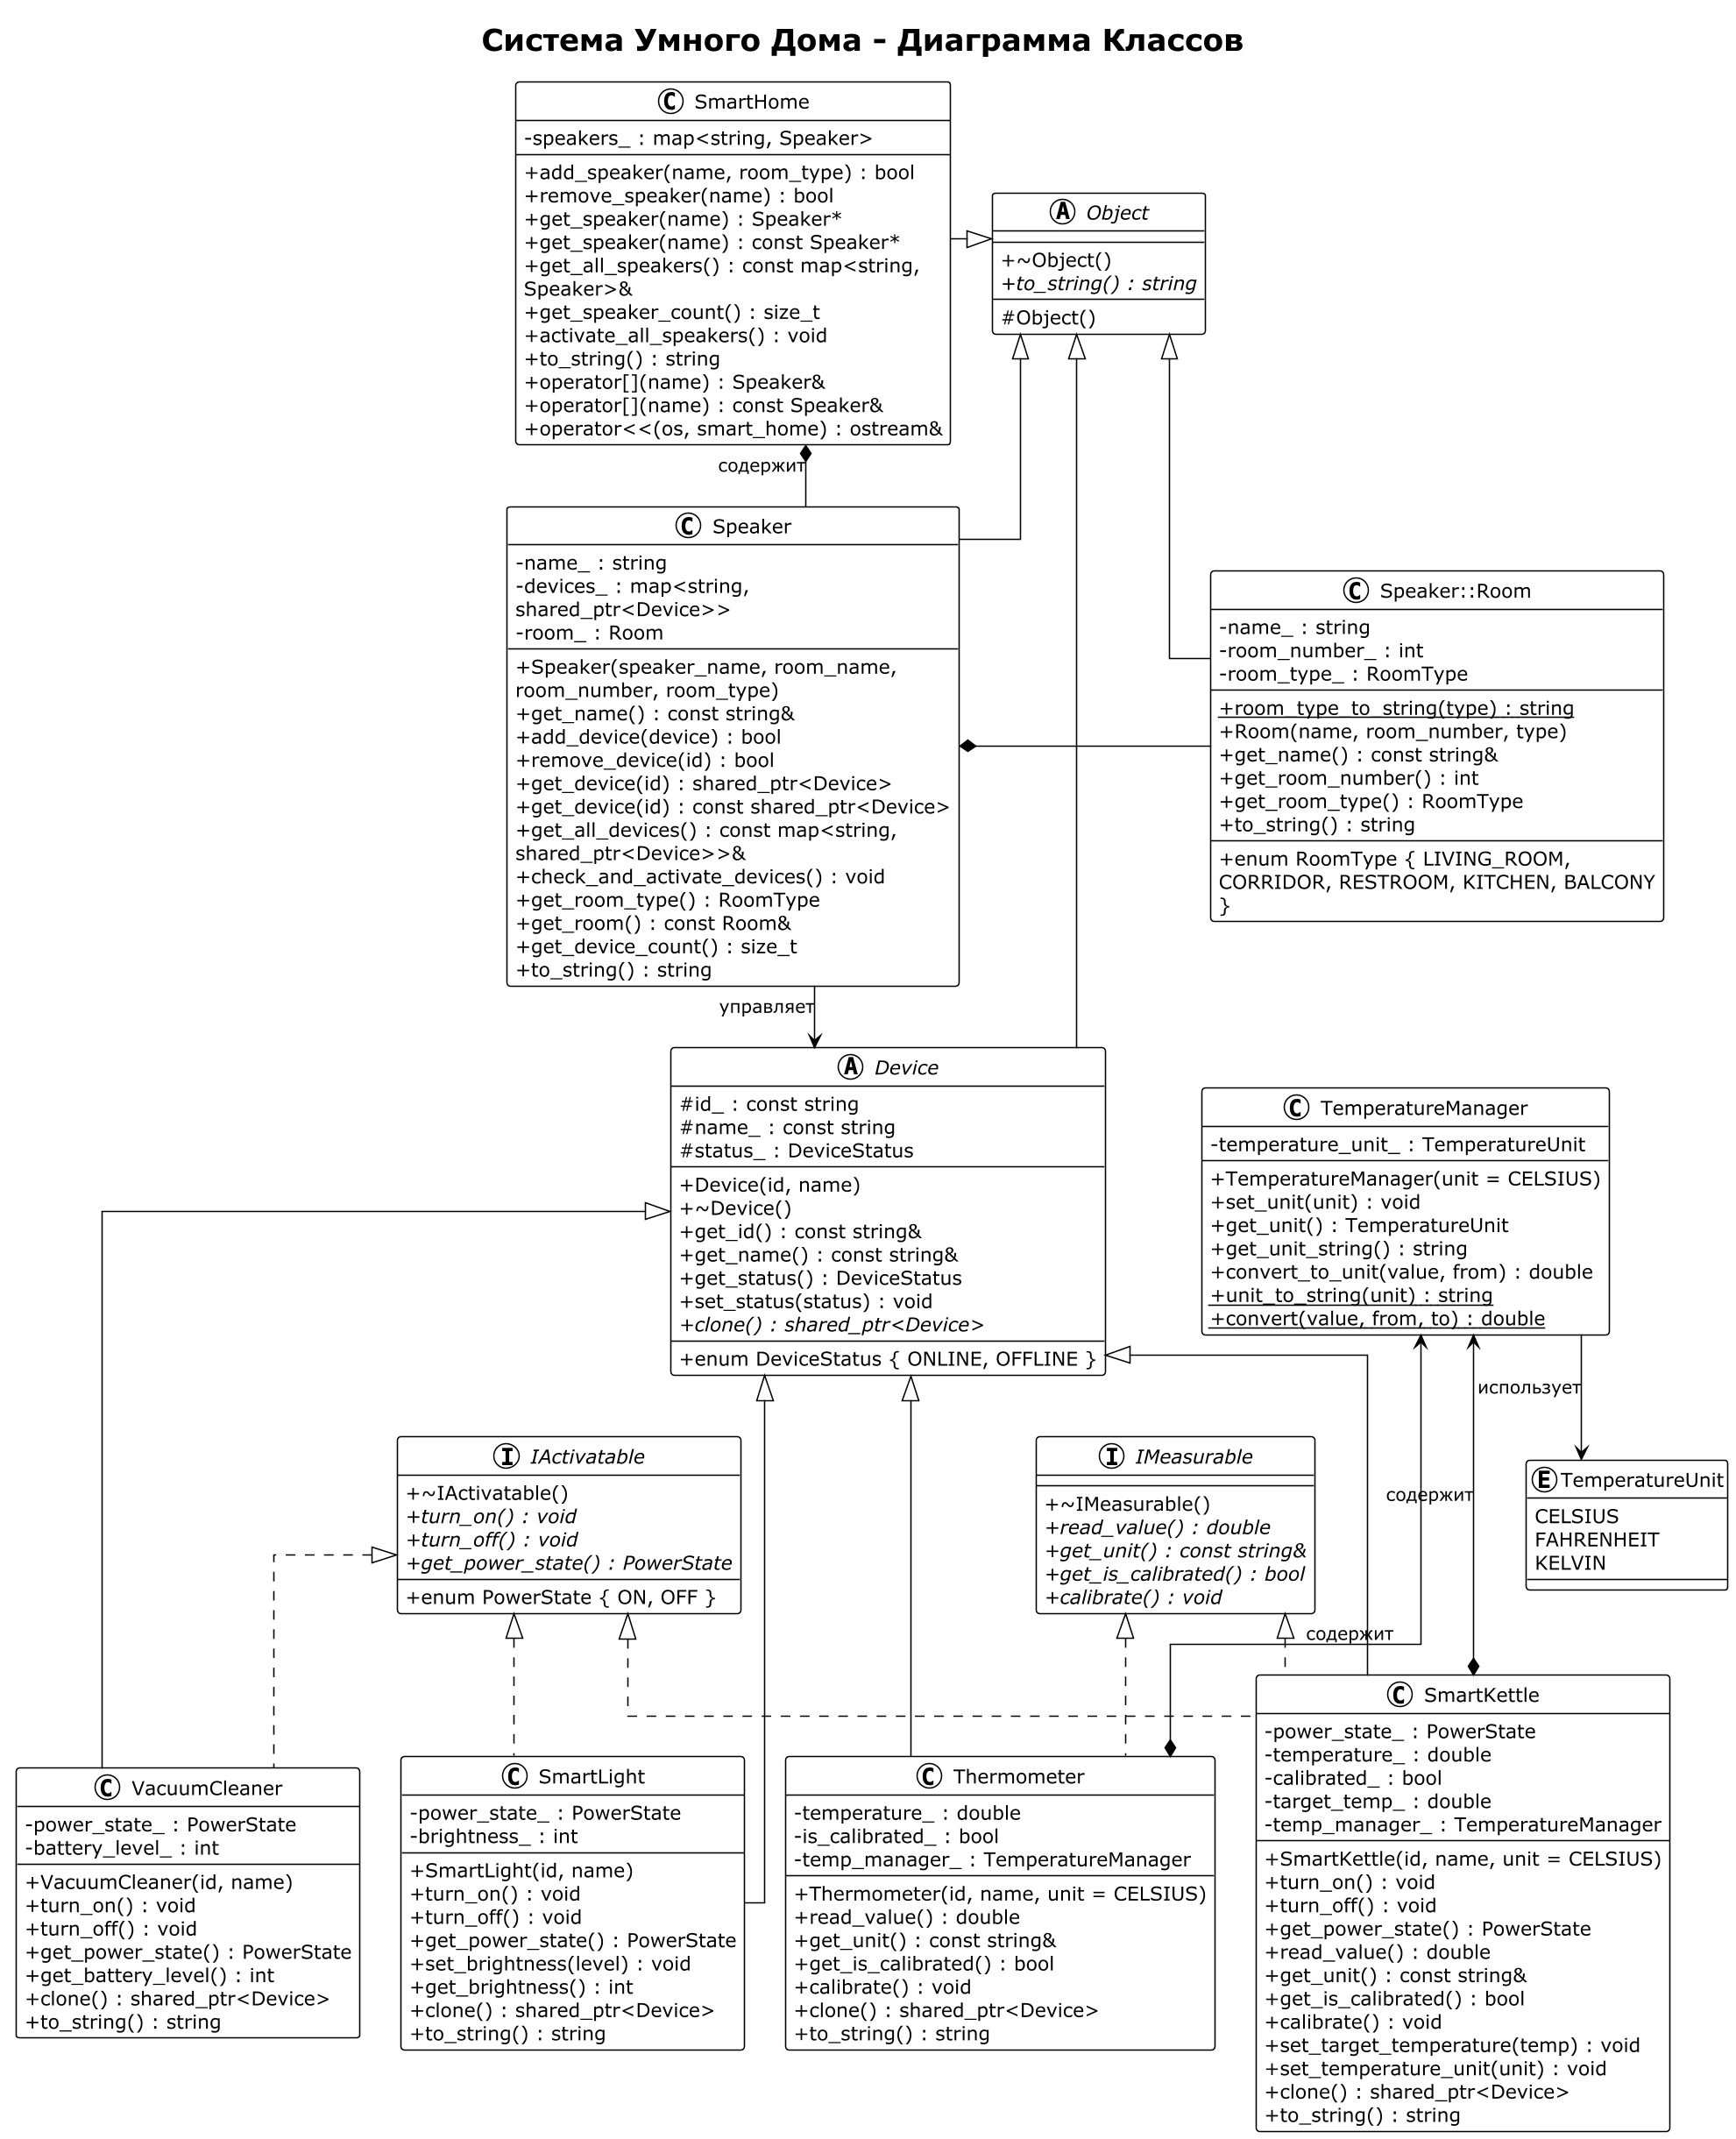 Система Умного Дома – Диаграмма Классов
C SmartHome
-speakers_ : map<string, Speaker>
+add_speaker(name, room_type) : bool
+remove_speaker(name) : bool
+get_speaker(name) : Speaker*
+get_speaker(name) : const Speaker*
+get_all_speakers() : const map<string,
Speaker>&
+get_speaker_count() : size_t
+activate_all_speakers() : void
+to_string() : string
+operator[](name) : Speaker&
+operator[](name) : const Speaker&
+operator<<(os, smart_home) : ostream&
A Object
+~Object()
+to_string() : string
#Object()
содержит
C Speaker
-name_ : string
-devices_ : map<string,
shared_ptr<Device>>
-room_ : Room
+Speaker(speaker_name, room_name,
room_number, room_type)
+get_name() : const string&
+add_device(device) : bool
+remove_device(id) : bool
+get_device(id) : shared_ptr<Device>
+get_device(id) : const shared_ptr<Device>
+get_all_devices() : const map<string,
shared_ptr<Device>>&
+check_and_activate_devices() : void
+get_room_type() : RoomType
+get_room() : const Room&
+get_device_count() : size_t
+to_string() : string
C Speaker::Room
-name_ : string
-room_number_ : int
-room_type_ : RoomType
+room_type_to_string(type) : string
+Room(name, room_number, type)
+get_name() : const string&
+get_room_number() : int
+get_room_type() : RoomType
+to_string() : string
+enum RoomType { LIVING_ROOM,
CORRIDOR, RESTROOM, KITCHEN, BALCONY
}
управляет
A Device
#id_ : const string
#name_ : const string
#status_ : DeviceStatus
+Device(id, name)
+~Device()
+get_id() : const string&
+get_name() : const string&
+get_status() : DeviceStatus
+set_status(status) : void
+clone() : shared_ptr<Device>
+enum DeviceStatus { ONLINE, OFFLINE }
C TemperatureManager
-temperature_unit_ : TemperatureUnit
+TemperatureManager(unit = CELSIUS)
+set_unit(unit) : void
+get_unit() : TemperatureUnit
+get_unit_string() : string
+convert_to_unit(value, from) : double
+unit_to_string(unit) : string
+convert(value, from, to) : double
использует
I IActivatable
+~IActivatable()
+turn_on() : void
+turn_off() : void
+get_power_state() : PowerState
+enum PowerState { ON, OFF }
I IMeasurable
+~IMeasurable()
+read_value() : double
+get_unit() : const string&
+get_is_calibrated() : bool
+calibrate() : void
содержит
E TemperatureUnit
CELSIUS
FAHRENHEIT
KELVIN
содержит
C VacuumCleaner
-power_state_ : PowerState
-battery_level_ : int
+VacuumCleaner(id, name)
+turn_on() : void
+turn_off() : void
+get_power_state() : PowerState
+get_battery_level() : int
+clone() : shared_ptr<Device>
+to_string() : string
C SmartLight
-power_state_ : PowerState
-brightness_ : int
+SmartLight(id, name)
+turn_on() : void
+turn_off() : void
+get_power_state() : PowerState
+set_brightness(level) : void
+get_brightness() : int
+clone() : shared_ptr<Device>
+to_string() : string
C Thermometer
-temperature_ : double
-is_calibrated_ : bool
-temp_manager_ : TemperatureManager
+Thermometer(id, name, unit = CELSIUS)
+read_value() : double
+get_unit() : const string&
+get_is_calibrated() : bool
+calibrate() : void
+clone() : shared_ptr<Device>
+to_string() : string
C SmartKettle
-power_state_ : PowerState
-temperature_ : double
-calibrated_ : bool
-target_temp_ : double
-temp_manager_ : TemperatureManager
+SmartKettle(id, name, unit = CELSIUS)
+turn_on() : void
+turn_off() : void
+get_power_state() : PowerState
+read_value() : double
+get_unit() : const string&
+get_is_calibrated() : bool
+calibrate() : void
+set_target_temperature(temp) : void
+set_temperature_unit(unit) : void
+clone() : shared_ptr<Device>
+to_string() : string